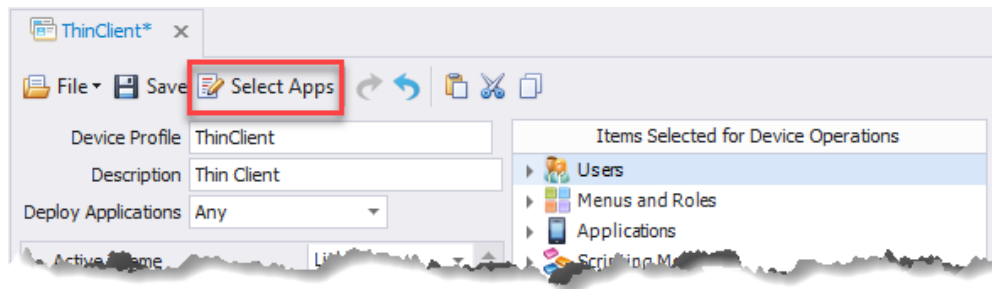 ThinClient*
File Save Select Apps
Device Profile ThinClient
Description Thin Client
Deploy Applications Any
Items Selected for Device Operations
Users
Menus and Roles
Applications